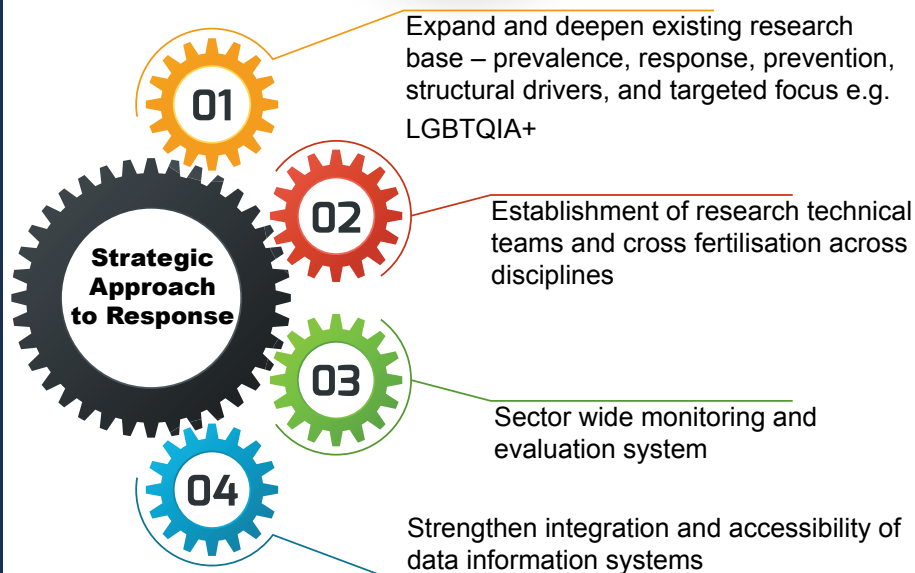 01
Expand and deepen existing research
base – prevalence, response, prevention,
structural drivers, and targeted focus e.g.
LGBTQIA+
02
Establishment of research technical
teams and cross fertilisation across
disciplines
Strategic
Approach
to Response
03
Sector wide monitoring and
evaluation system
04
Strengthen integration and accessibility of
data information systems